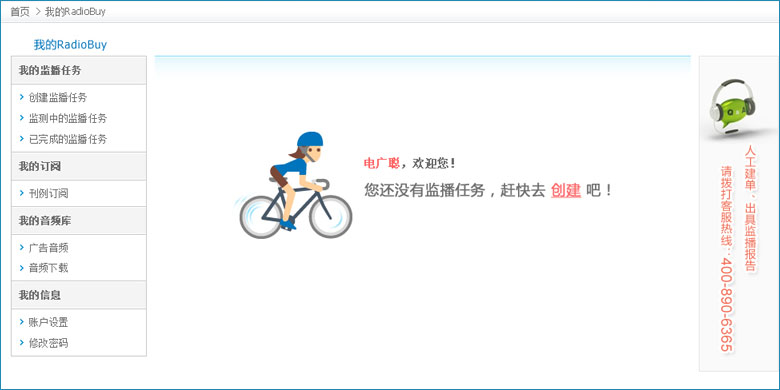 首页 > 我的RadioBuy
我的RadioBuy
我的监播任务
创建监播任务
监测中的监播任务
已完成的监播任务
我的订阅
刊例订阅
我的音频库
广告音频
音频下载
我的信息
账户设置
修改密码
电广聪，欢迎您！
您还没有监播任务，赶快去 创建 吧！
人工建单、出具监播报告
请拨打客服热线：400-890-6365